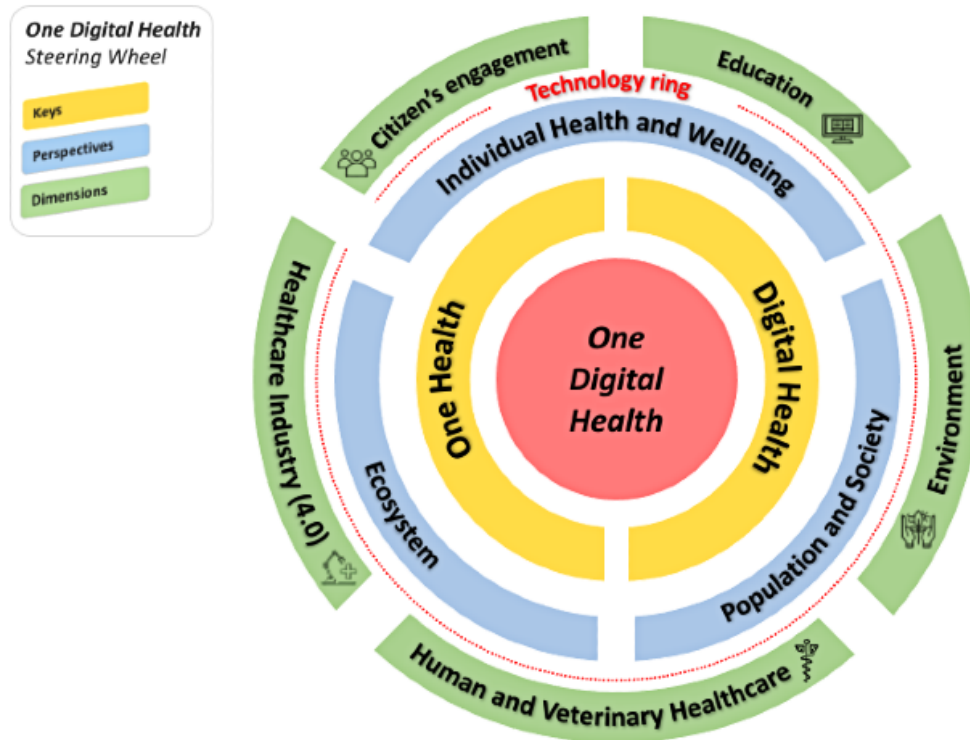 One Digital Health
Steering Wheel
Keys
Perspectives
Dimensions
Citizen's engagement
Education
Technology ring
Individual Health and Wellbeing
One Health
Digital Health
One
Digital
Health
Healthcare Industry (4.0)
Ecosystem
Population and Society
Environment
Human and Veterinary Healthcare